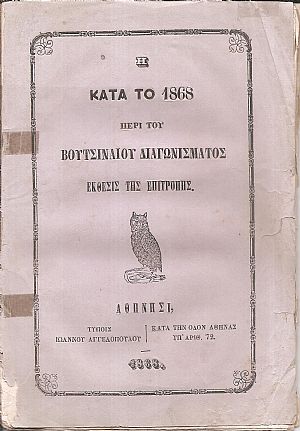 Η
ΚΑΤΑ ΤΟ 1868
ΠΕΡΙ ΤΟΥ
ΒΟΥΤΣΙΝΑΙΟΥ ΔΙΑΓΩΝΙΣΜΑΤΟΣ
ΕΚΘΕΣΙΣ ΤΗΣ ΕΠΙΤΡΟΠΗΣ.
ΑΘΗΝΗΣΙ,
ΤΥΠΟΙΣ
ΙΩΑΝΝΟΥ ΑΓΓΕΛΟΠΟΥΛΟΥ
ΚΑΤΑ ΤΗΝ ΟΔΟΝ ΑΘΗΝΑΣ
ΥΠ' ΑΡΙΘ. 72.
1868.